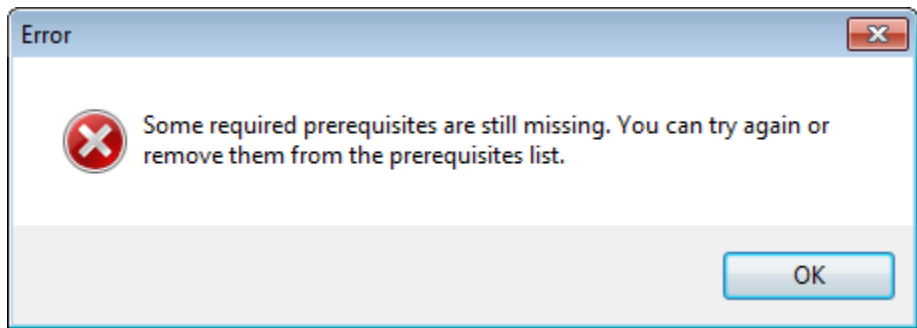 Error
Some required prerequisites are still missing. You can try again or
remove them from the prerequisites list.
OK